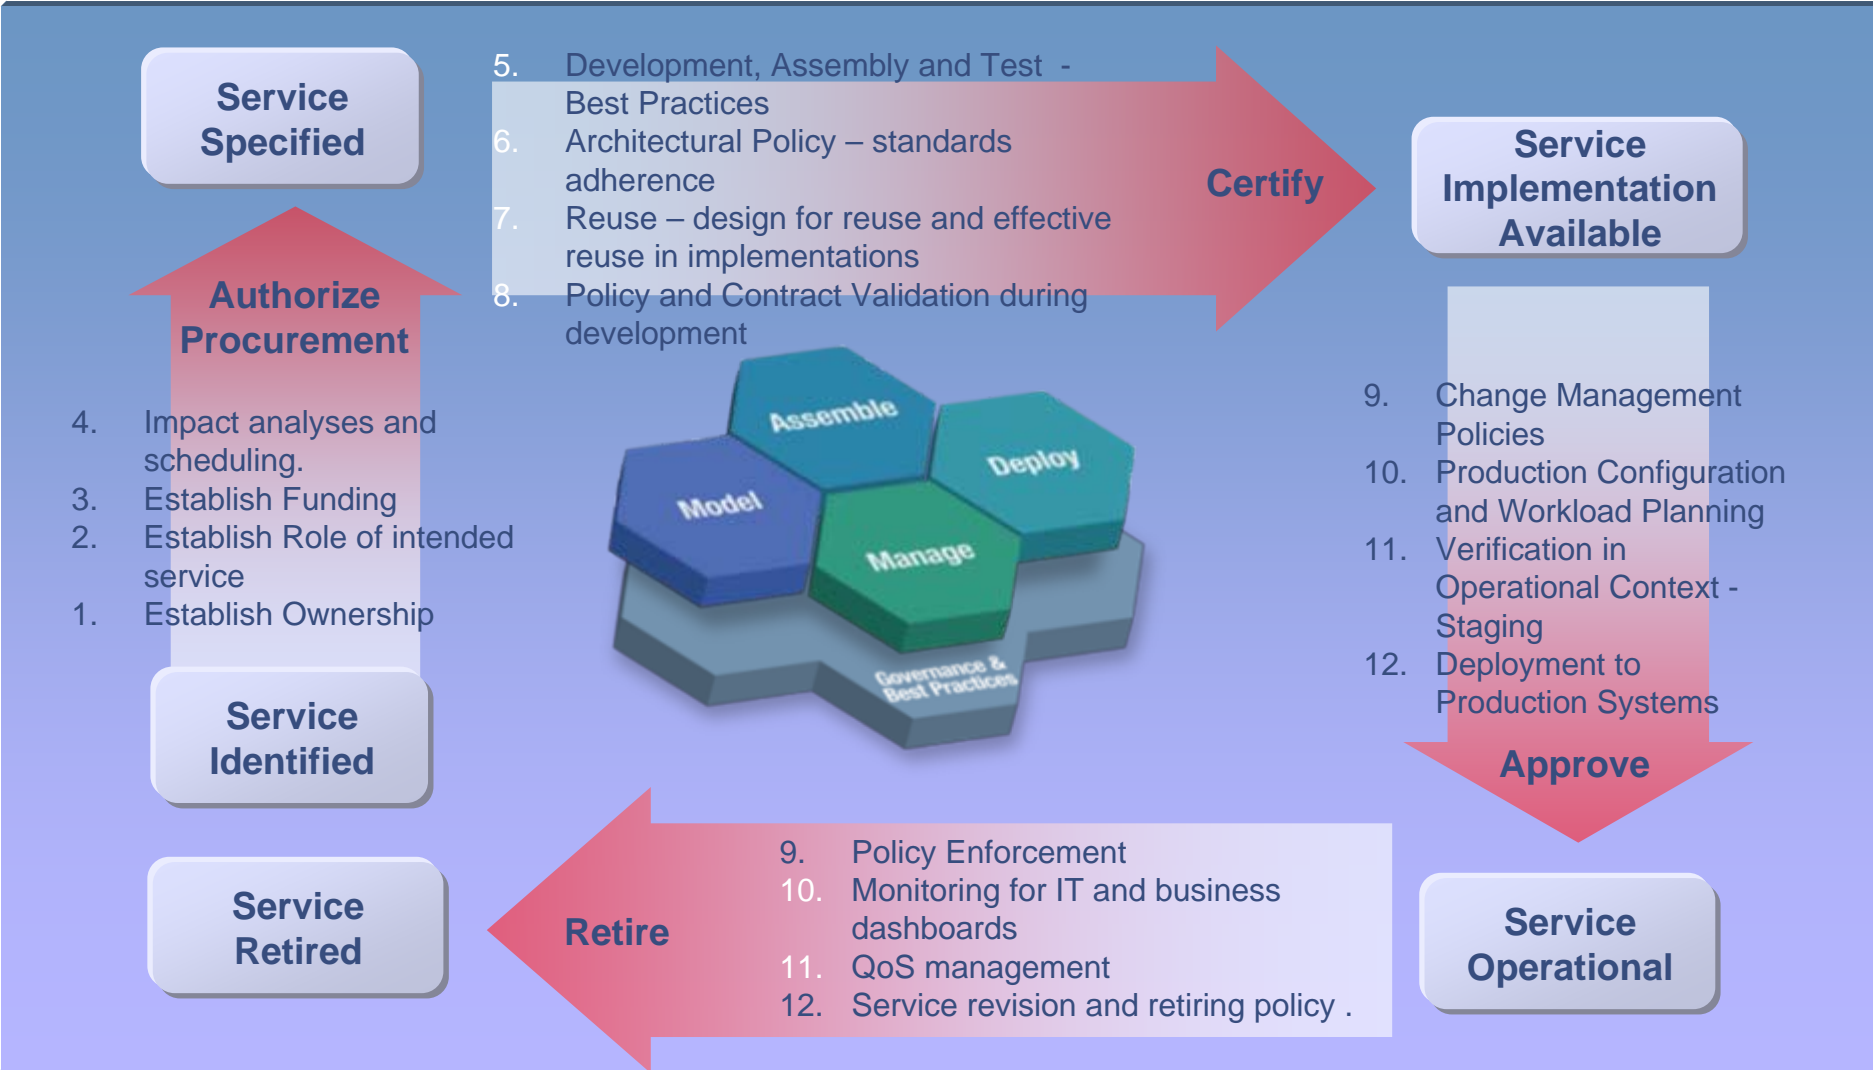 Service
Specified
5. Development, Assembly and Test -
Best Practices
6. Architectural Policy – standards
adherence
7. Reuse – design for reuse and effective
reuse in implementations
8. Policy and Contract Validation during
development
Certify
Service
Implementation
Available
Authorize
Procurement
4. Impact analyses and
scheduling.
3. Establish Funding
2. Establish Role of intended
service
1. Establish Ownership
Service
Identified
Assemble
Deploy
Model
Manage
Governance &
Best Practices
9. Change Management
Policies
10. Production Configuration
and Workload Planning
11. Verification in
Operational Context -
Staging
12. Deployment to
Production Systems
Approve
Service
Retired
Retire
9. Policy Enforcement
10. Monitoring for IT and business
dashboards
11. QoS management
12. Service revision and retiring policy .
Service
Operational